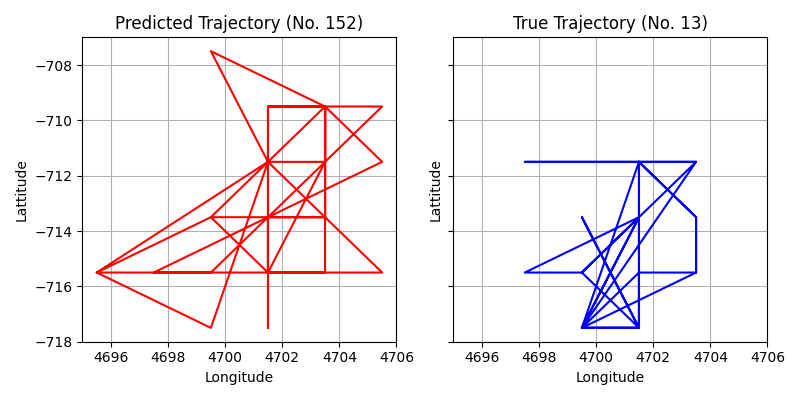 Predicted Trajectory (No. 152)
True Trajectory (No. 13)
Lattitude
−708
−710
−712
−714
−716
−718
4696 4698 4700 4702 4704 4706
Longitude
Lattitude
4696 4698 4700 4702 4704 4706
Longitude